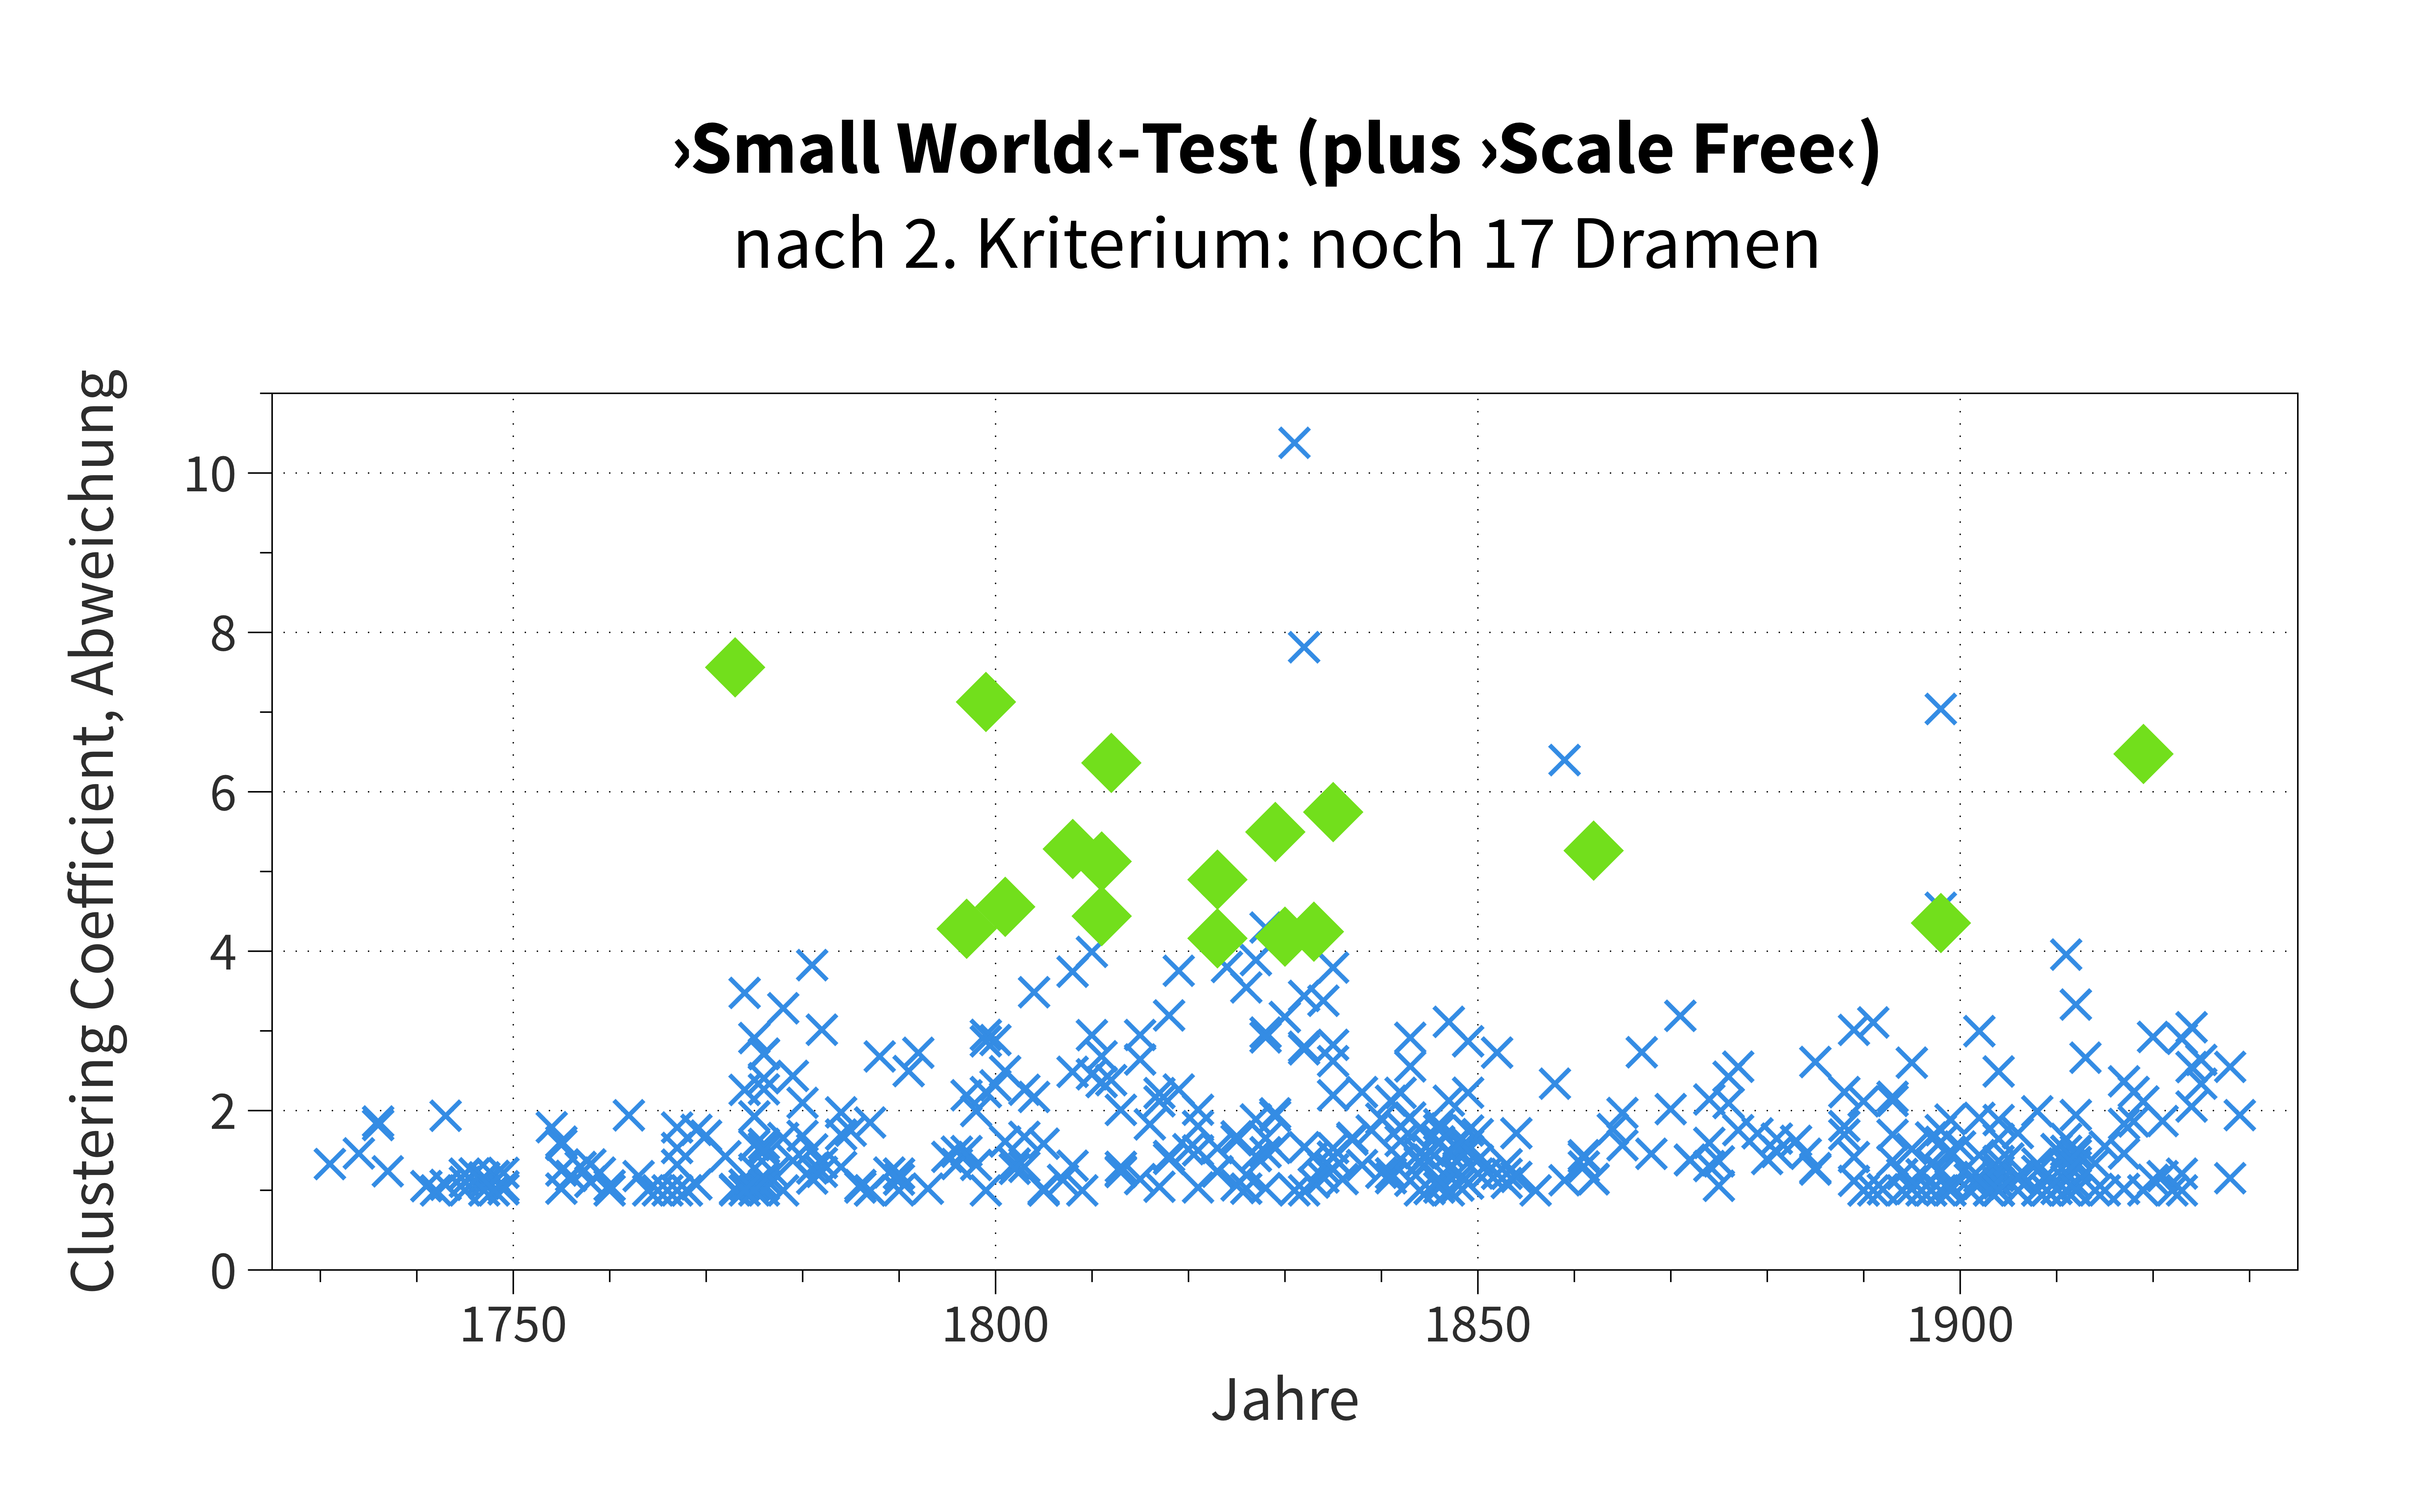 ›Small World‹-Test (plus ›Scale Free‹)
nach 2. Kriterium: noch 17 Dramen
Clustering Coefficient, Abweichung
10
8
6
4
2
0
1750 1800 1850 1900
Jahre